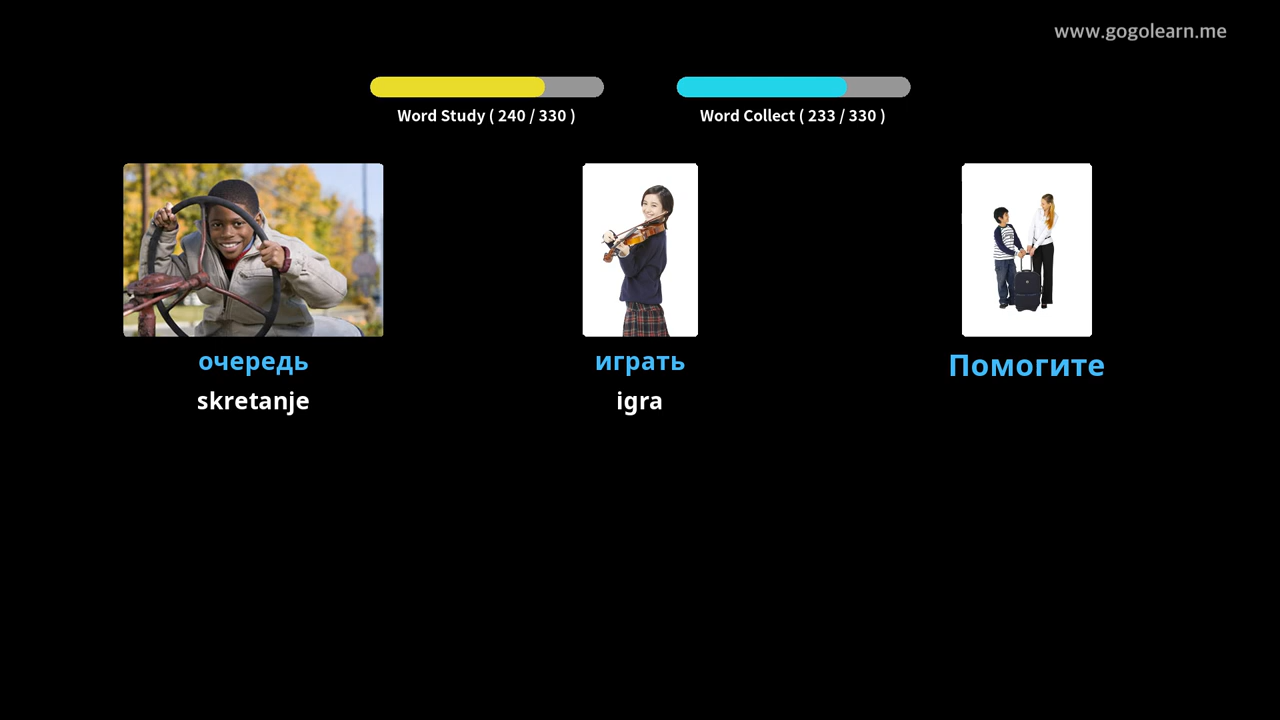 www.gogolearn.me
Word Study ( 240 / 330 )
Word Collect ( 233 / 330 )
очередь
играть
Помогите
skretanje
igra